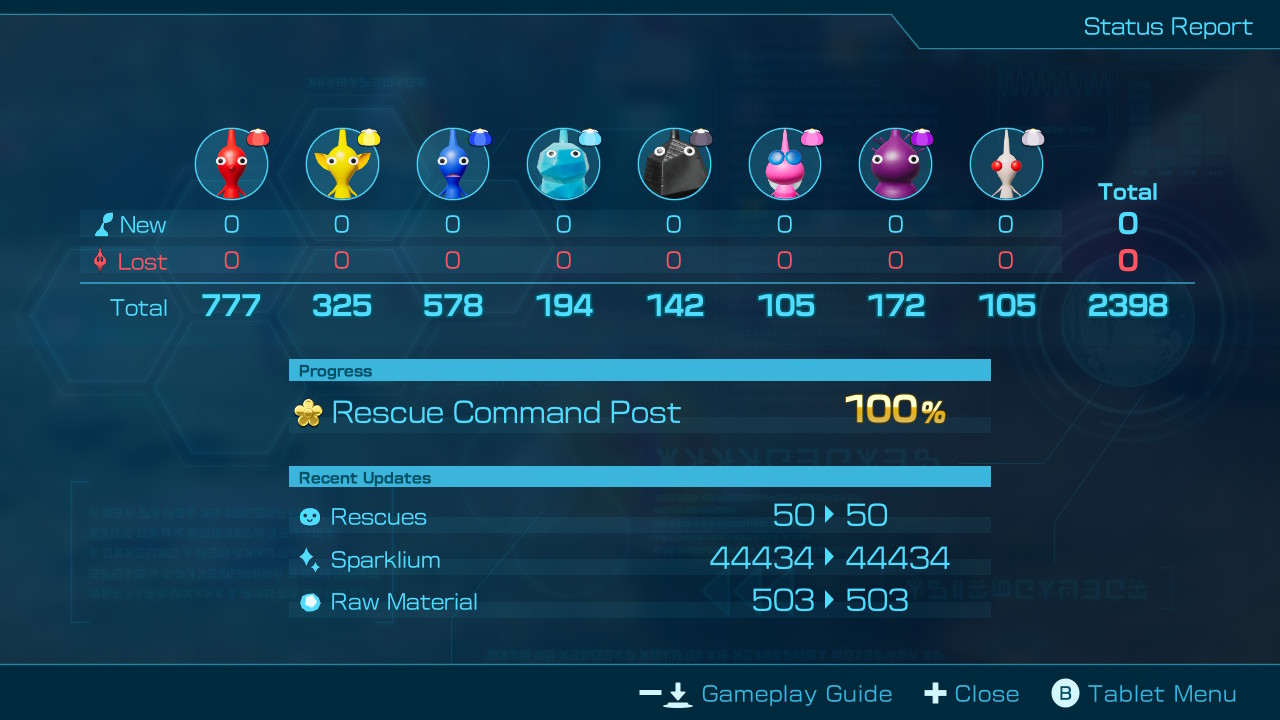 Status Report
Total
New 0 0 0 0 0 0 0 0 0
Lost 0 0 0 0 0 0 0 0 0
Total 777 325 578 194 142 105 172 105 2398
Progress
Rescue Command Post 100%
Recent Updates
Rescues 50 50
Sparklium 44434 44434
Raw Material 503 503
Gameplay Guide Close B Tablet Menu